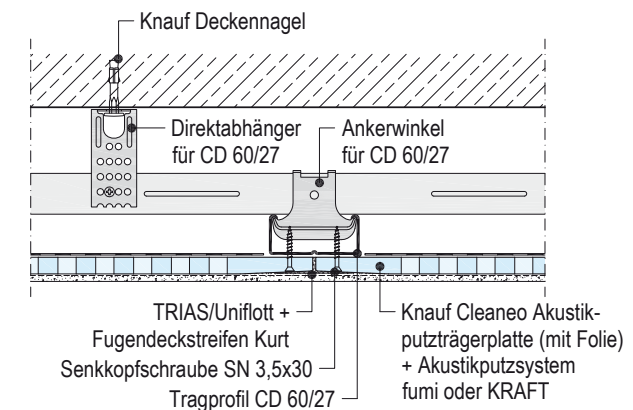 Knauf Deckennagel
Direktabhänger
für CD 60/27
Ankerwinkel
für CD 60/27
TRIAS/Uniflott +
Fugendeckstreifen Kurt
Senkkopfschraube SN 3,5x30
Tragprofil CD 60/27
Knauf Cleaneo Akustik-
putzträgerplatte (mit Folie)
+ Akustikputzsystem
fumi oder KRAFT